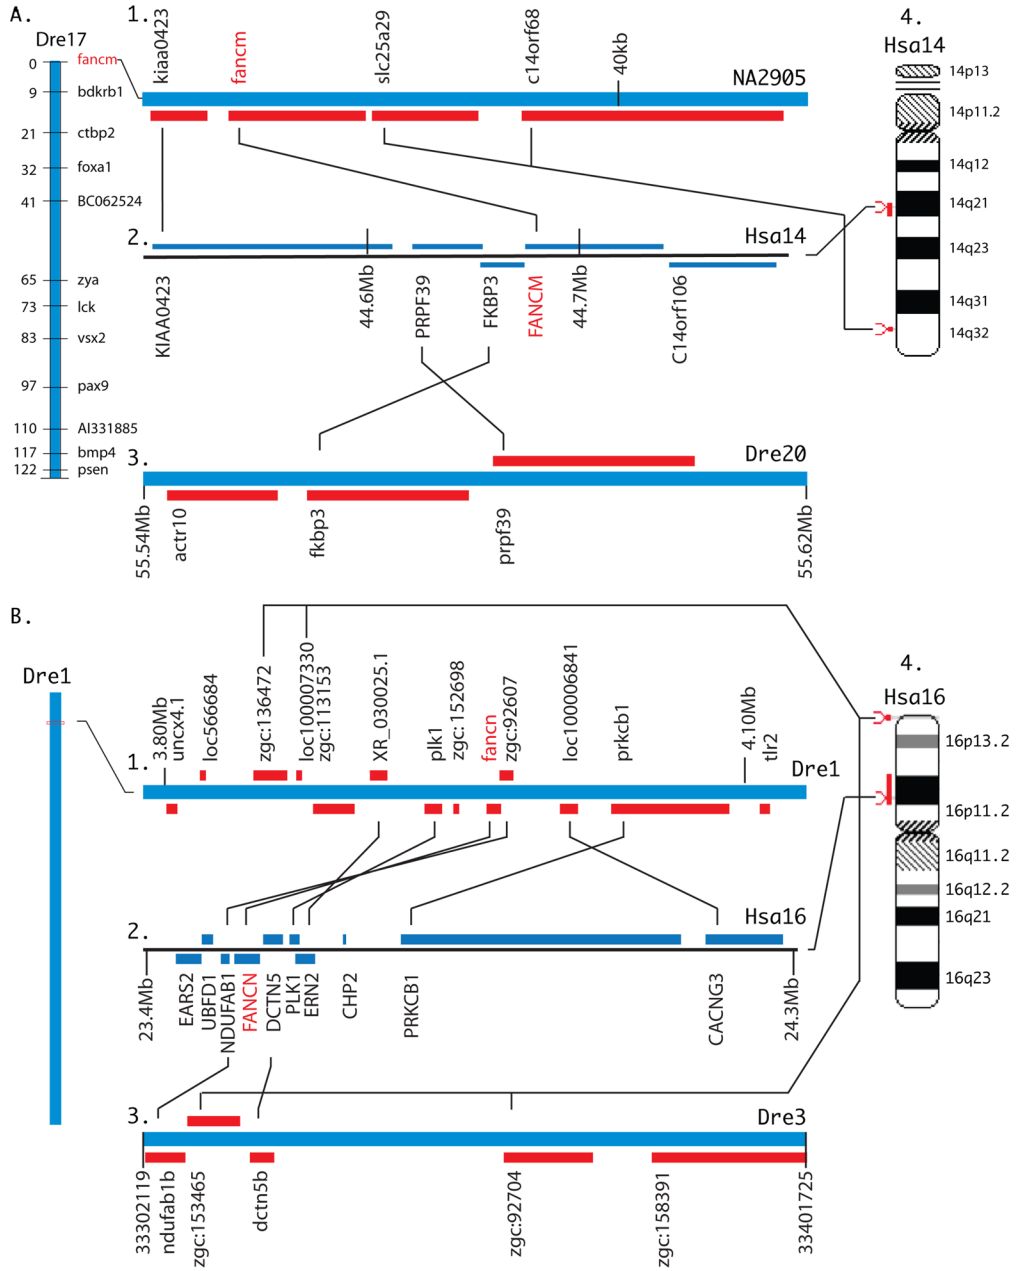 A.
Dre17
0 fancm
9 bdkrb1
21 ctbp2
32 foxa1
41 BC062524
65 zya
73 lck
83 vsx2
97 pax9
110 AI331885
117 bmp4
122 psen
1.
kiaa0423
fancm
slc25a29
c14orf68
40kb
NA2905
2.
Hsa14
KIAA0423
44.6Mb
PRPF39
FKBP3
FANCM
44.7Mb
C14orf106
3.
Dre20
55.54Mb
actr10
fkbp3
prpf39
55.62Mb
4.
Hsa14
14p13
14p11.2
14q12
14q21
14q23
14q31
14q32
B.
Dre1
1.
3.80Mb
uncx4.1
loc566684
zgc:136472
loc100007330
zgc:113153
XR_030025.1
plk1
zgc:152698
fancn
zgc:92607
loc100006841
prkcb1
4.10Mb
tlr2
Dre1
2.
Hsa16
23.4Mb
EARS2
UBFD1
NDUFAB1
FANCN
DCTN5
PLK1
ERN2
CHP2
PRKCB1
CACNG3
24.3Mb
3.
Dre3
33302119
ndufab1b
zgc:153465
dctn5b
zgc:92704
zgc:158391
33401725
4.
Hsa16
16p13.2
16p11.2
16q11.2
16q12.2
16q21
16q23